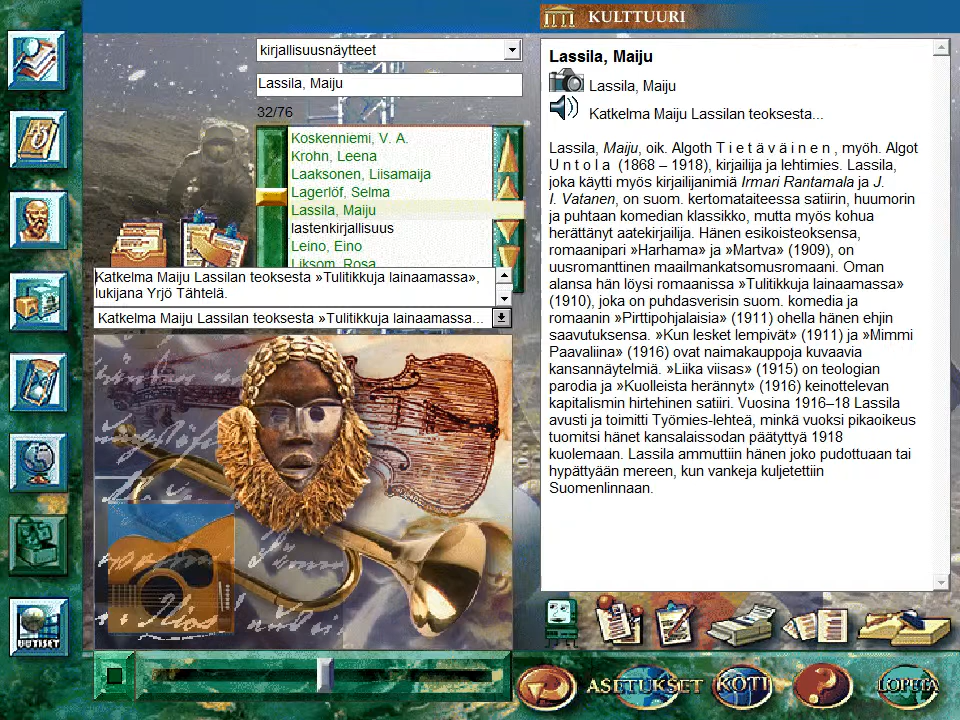 KULTTUURI
kirjallisuusnäytteet
Lassila, Maiju
32/76
Koskenniemi, V. A.
Krohn, Leena
Laaksonen, Liisamaija
Lagerlöf, Selma
Lassila, Maiju
lastenkirjallisuus
Leino, Eino
Liksom, Rosa
Katkelma Maiju Lassilan teoksesta »Tulitikkuja lainaamassa»,
lukijana Yrjö Tähtelä.
Katkelma Maiju Lassilan teoksesta »Tulitikkuja lainaamassa...
Lassila, Maiju
Lassila, Maiju
Katkelma Maiju Lassilan teoksesta...
Lassila, Maiju, oik. Algoth T i e t ä v ä i n e n , myöh. Algot
U n t o l a (1868 – 1918), kirjailija ja lehtimies. Lassila,
joka käytti myös kirjailijanimiä Irmari Rantamala ja J.
I. Vatanen, on suom. kertomataiteessa satiirin, huumorin
ja puhtaan komedian klassikko, mutta myös kohua
herättänyt aatekirjailija. Hänen esikoisteoksensa,
romaanipari »Harhama» ja »Martva» (1909), on
uusromanttinen maailmankatsomusromaani. Oman
alansa hän löysi romaanissa »Tulitikkuja lainaamassa»
(1910), joka on puhdasverisin suom. komedia ja
romaanin »Pirttipohjalaisia» (1911) ohella hänen ehjin
saavutuksensa. »Kun lesket lempivät» (1911) ja »Mimmi
Paavaliina» (1916) ovat naimakauppoja kuvaavia
kansannäytelmiä. »Liika viisas» (1915) on teologian
parodia ja »Kuolleista herännyt» (1916) keinottelevan
kapitalismin hirtehinen satiiri. Vuosina 1916–18 Lassila
avusti ja toimitti Työmies-lehteä, minkä vuoksi pikaoikeus
tuomitsi hänet kansalaissodan päätyttyä 1918
kuolemaan. Lassila ammuttiin hänen joko pudottuaan tai
hypättyään mereen, kun vankeja kuljetettiin
Suomenlinnaan.
UUTISET
ASETUKSET
KOTI
LOPETA